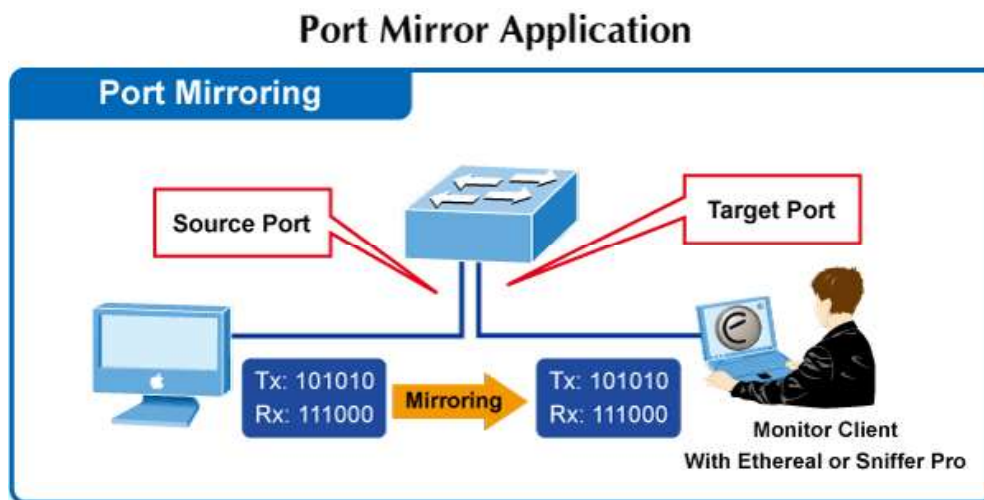 Port Mirror Application
Port Mirroring
Source Port
Target Port
Tx: 101010
Rx: 111000
Mirroring
Tx: 101010
Rx: 111000
e
Monitor Client
With Ethereal or Sniffer Pro